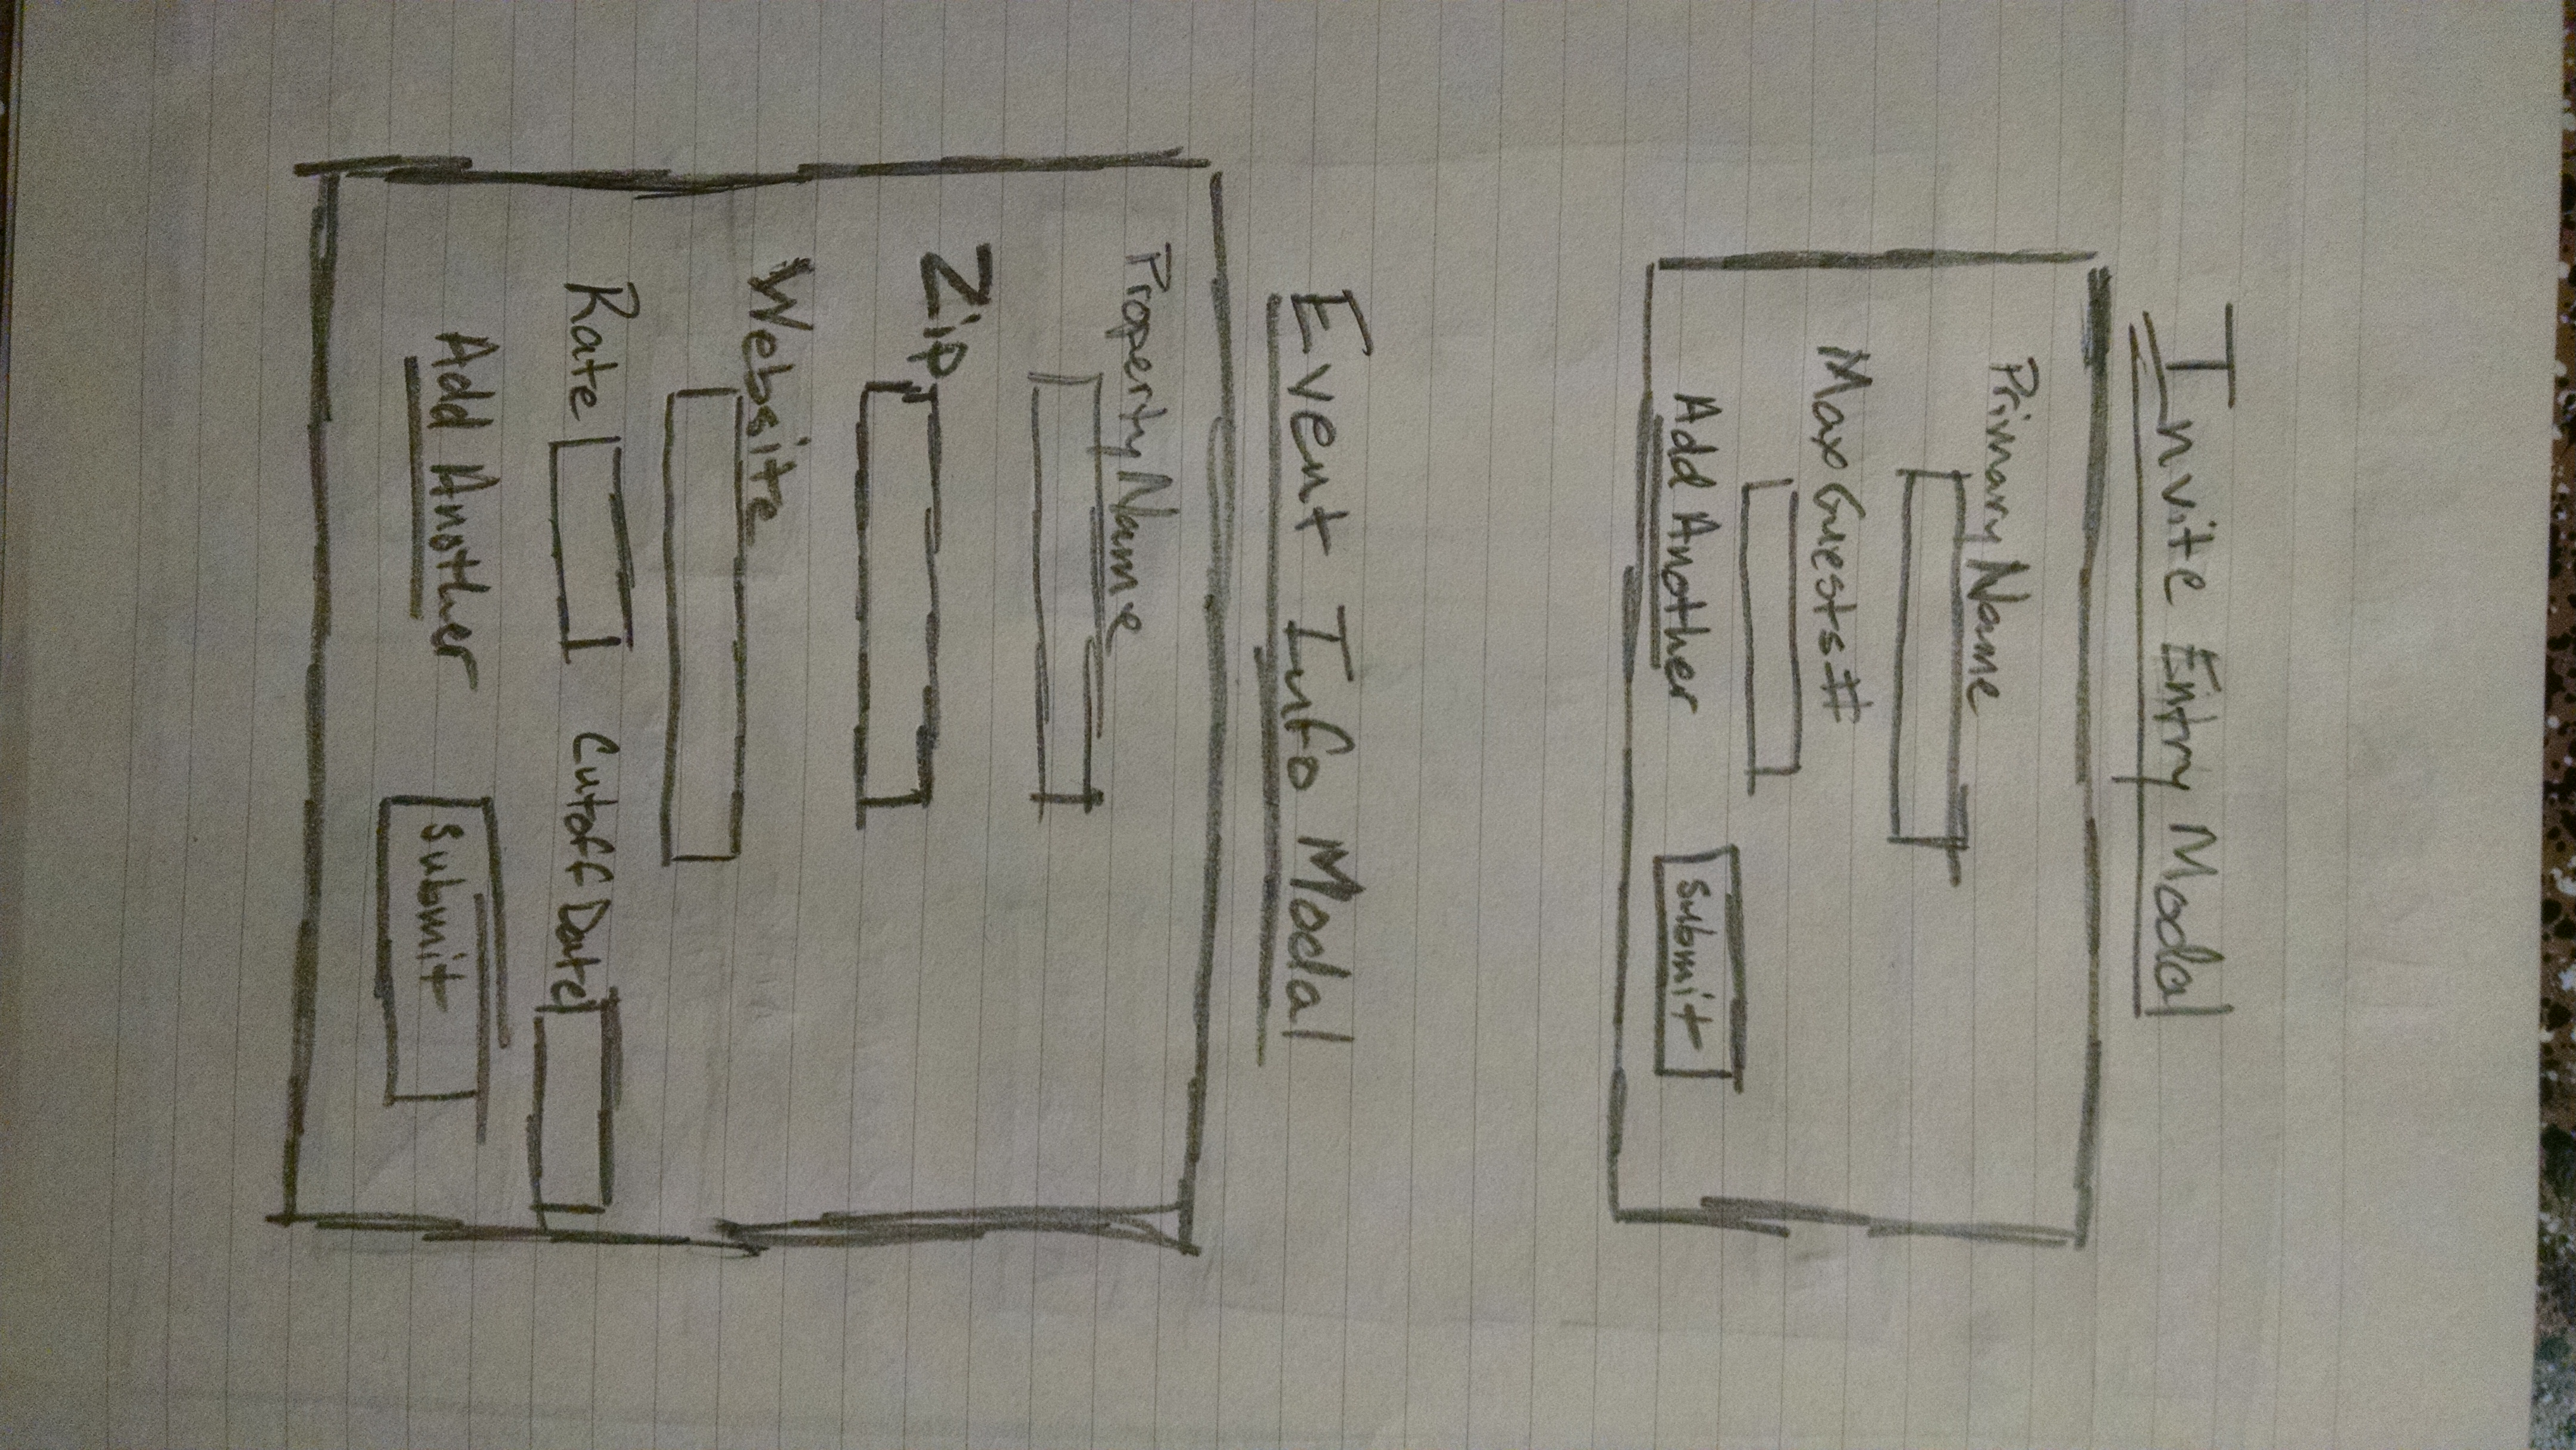 Invite Entry Modal
Primary Name
Max Guests #
Add Another Submit
Event Info Modal
Property Name
Zip
Website
Rate Cutoff Date
Add Another Submit